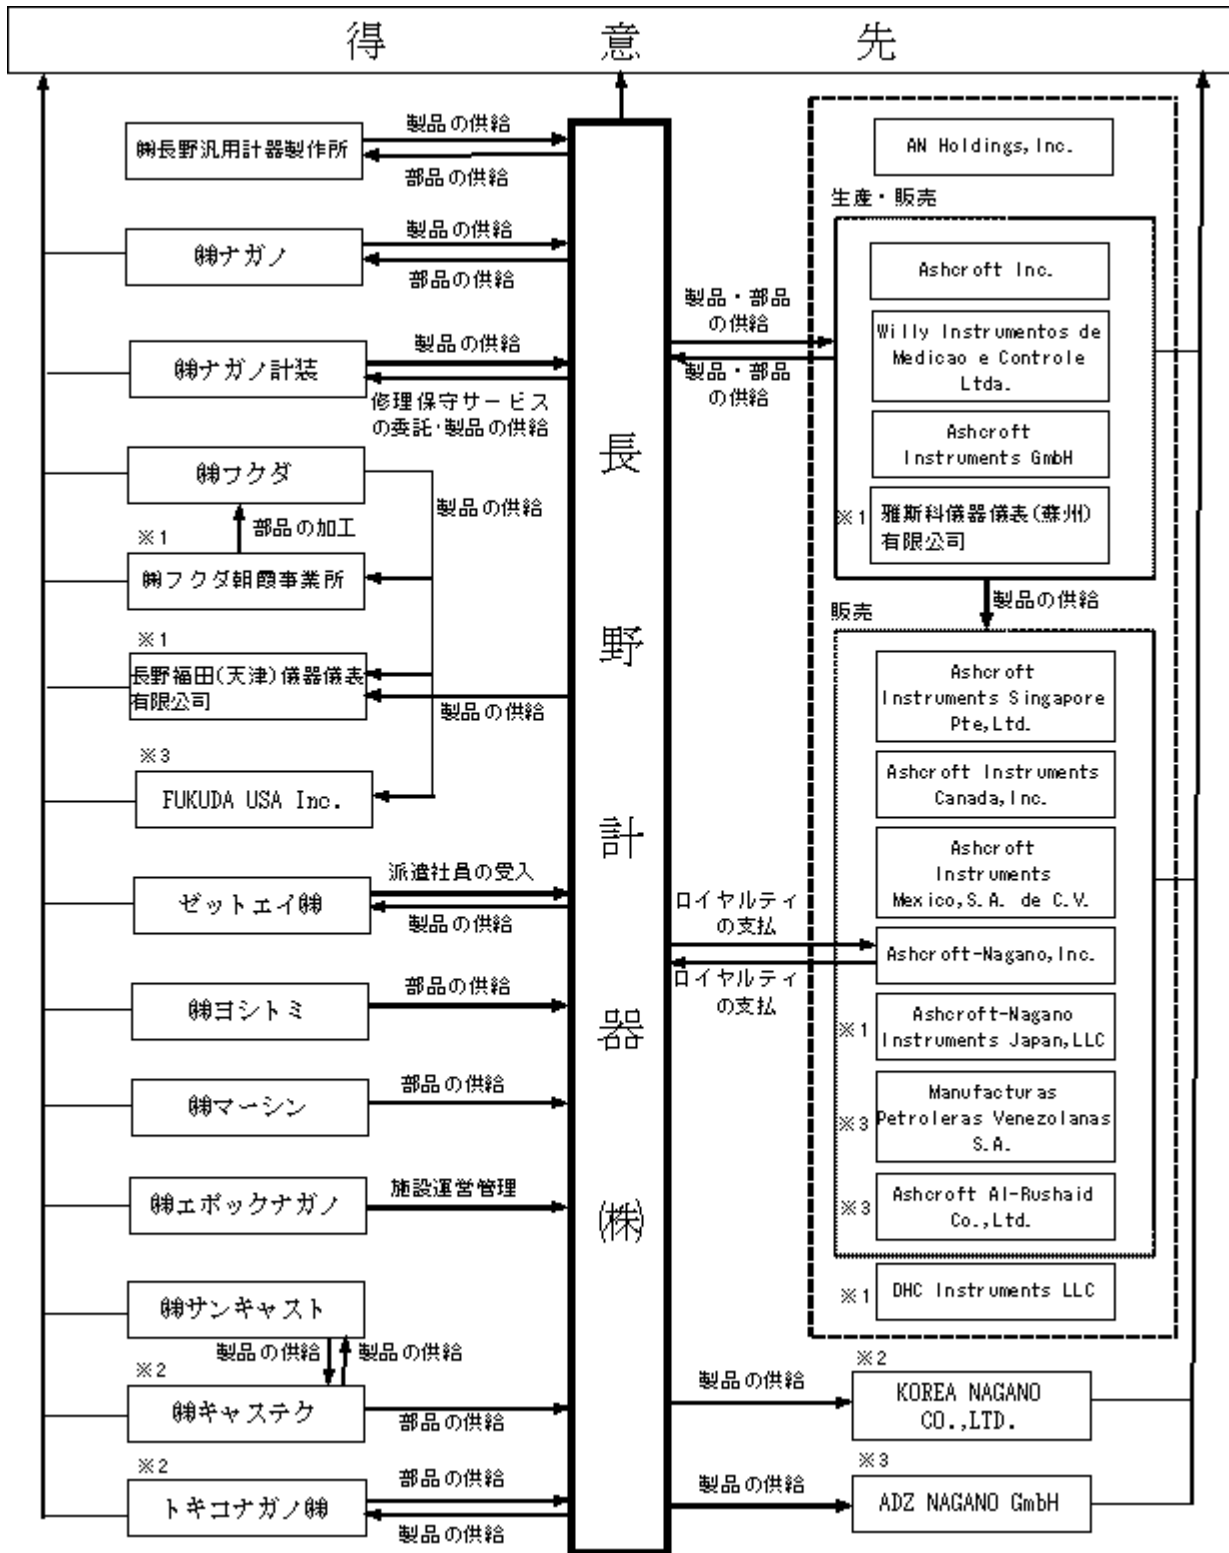 得意先
㈱長野汎用計器製作所
製品の供給
部品の供給
㈱ナガノ
製品の供給
部品の供給
㈱ナガノ計装
製品の供給
修理保守サービス
の委託・製品の供給
㈱フクダ
製品の供給
部品の加工
※1
㈱フクダ朝霞事業所
※1
長野福田(天津)儀器儀表
有限公司
製品の供給
※3
FUKUDA USA Inc.
ゼットエイ㈱
派遣社員の受入
製品の供給
㈱ヨシトミ
部品の供給
㈱マーシン
部品の供給
㈱エポックナガノ
施設運営管理
㈱サンキャスト
製品の供給
製品の供給
※2
㈱キャステク
部品の供給
※2
トキコナガノ㈱
部品の供給
製品の供給
長野計器㈱
製品・部品
の供給
製品・部品
の供給
ロイヤルティ
の支払
ロイヤルティ
の支払
製品の供給
製品の供給
AN Holdings,Inc.
生産・販売
Ashcroft Inc.
Willy Instrumentos de
Medicao e Controle
Ltda.
Ashcroft
Instruments GmbH
※1
雅斯科儀器儀表(蘇州)
有限公司
製品の供給
販売
Ashcroft
Instruments Singapore
Pte,Ltd.
Ashcroft Instruments
Canada,Inc.
Ashcroft
Instruments
Mexico,S.A. de C.V.
Ashcroft-Nagano,Inc.
※1
Ashcroft-Nagano
Instruments Japan,LLC
※3
Manufacturas
Petroleras Venezolanas
S.A.
※3
Ashcroft Al-Rushaid
Co.,Ltd.
※1
DHC Instruments LLC
※2
KOREA NAGANO
CO.,LTD.
※3
ADZ NAGANO GmbH